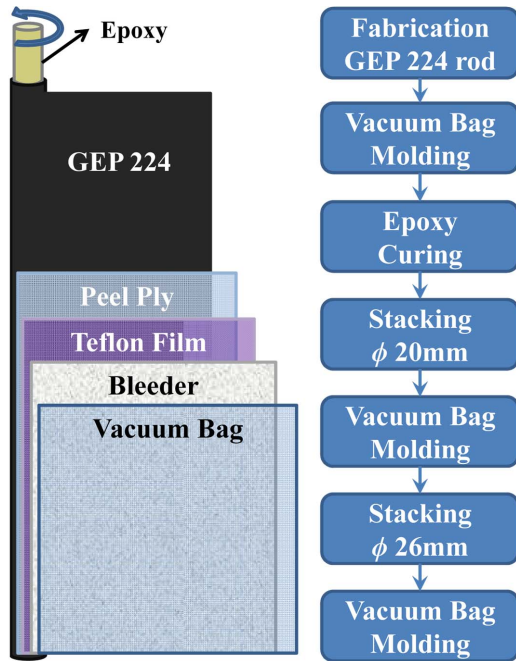 Epoxy
GEP 224
Peel Ply
Teflon Film
Bleeder
Vacuum Bag
Fabrication
GEP 224 rod
Vacuum Bag
Molding
Epoxy
Curing
Stacking
ϕ 20mm
Vacuum Bag
Molding
Stacking
ϕ 26mm
Vacuum Bag
Molding